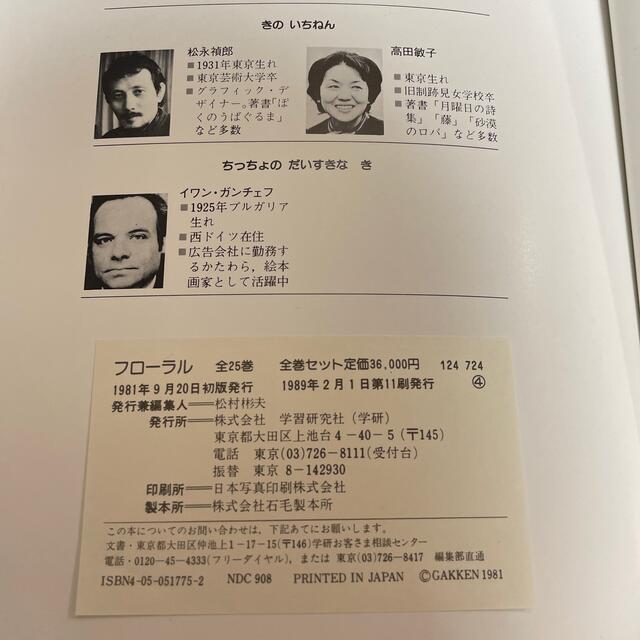 きの いちねん
松永禎郎
■1931年東京生れ
■東京芸術大学卒
■グラフィック・デ
ザイナー。著書「ぼ
くのうばぐるま」
など多数
高田敏子
■東京生れ
■旧制跡見女学校卒
■著書「月曜日の詩
集」「藤」「砂漠
のロバ」など多数
ちっちょの だいすきな き
イワン・ガンチェフ
■1925年ブルガリア
生れ
■西ドイツ在住
■広告会社に勤務す
るかたわら，絵本
画家として活躍中
フローラル 全25巻 全巻セット定価36,000円 124 724
1981年9月20日初版発行 1989年2月1日第11刷発行 ④
発行兼編集人──松村彬夫
発行所──株式会社 学習研究社（学研）
東京都大田区上池台4-40-5（〒145）
電話 東京(03)726-8111(受付台)
振替 東京 8-142930
印刷所──日本写真印刷株式会社
製本所──株式会社石毛製本所
この本についてのお問い合わせは、下記あてにお願いします。
文書・東京都大田区仲池上1-17-15(〒146)学研お客さま相談センター
電話・0120-45-4333(フリーダイヤル)，または 東京(03)726-8417 編集部直通
ISBN4-05-051775-2 NDC 908 PRINTED IN JAPAN ©GAKKEN 1981